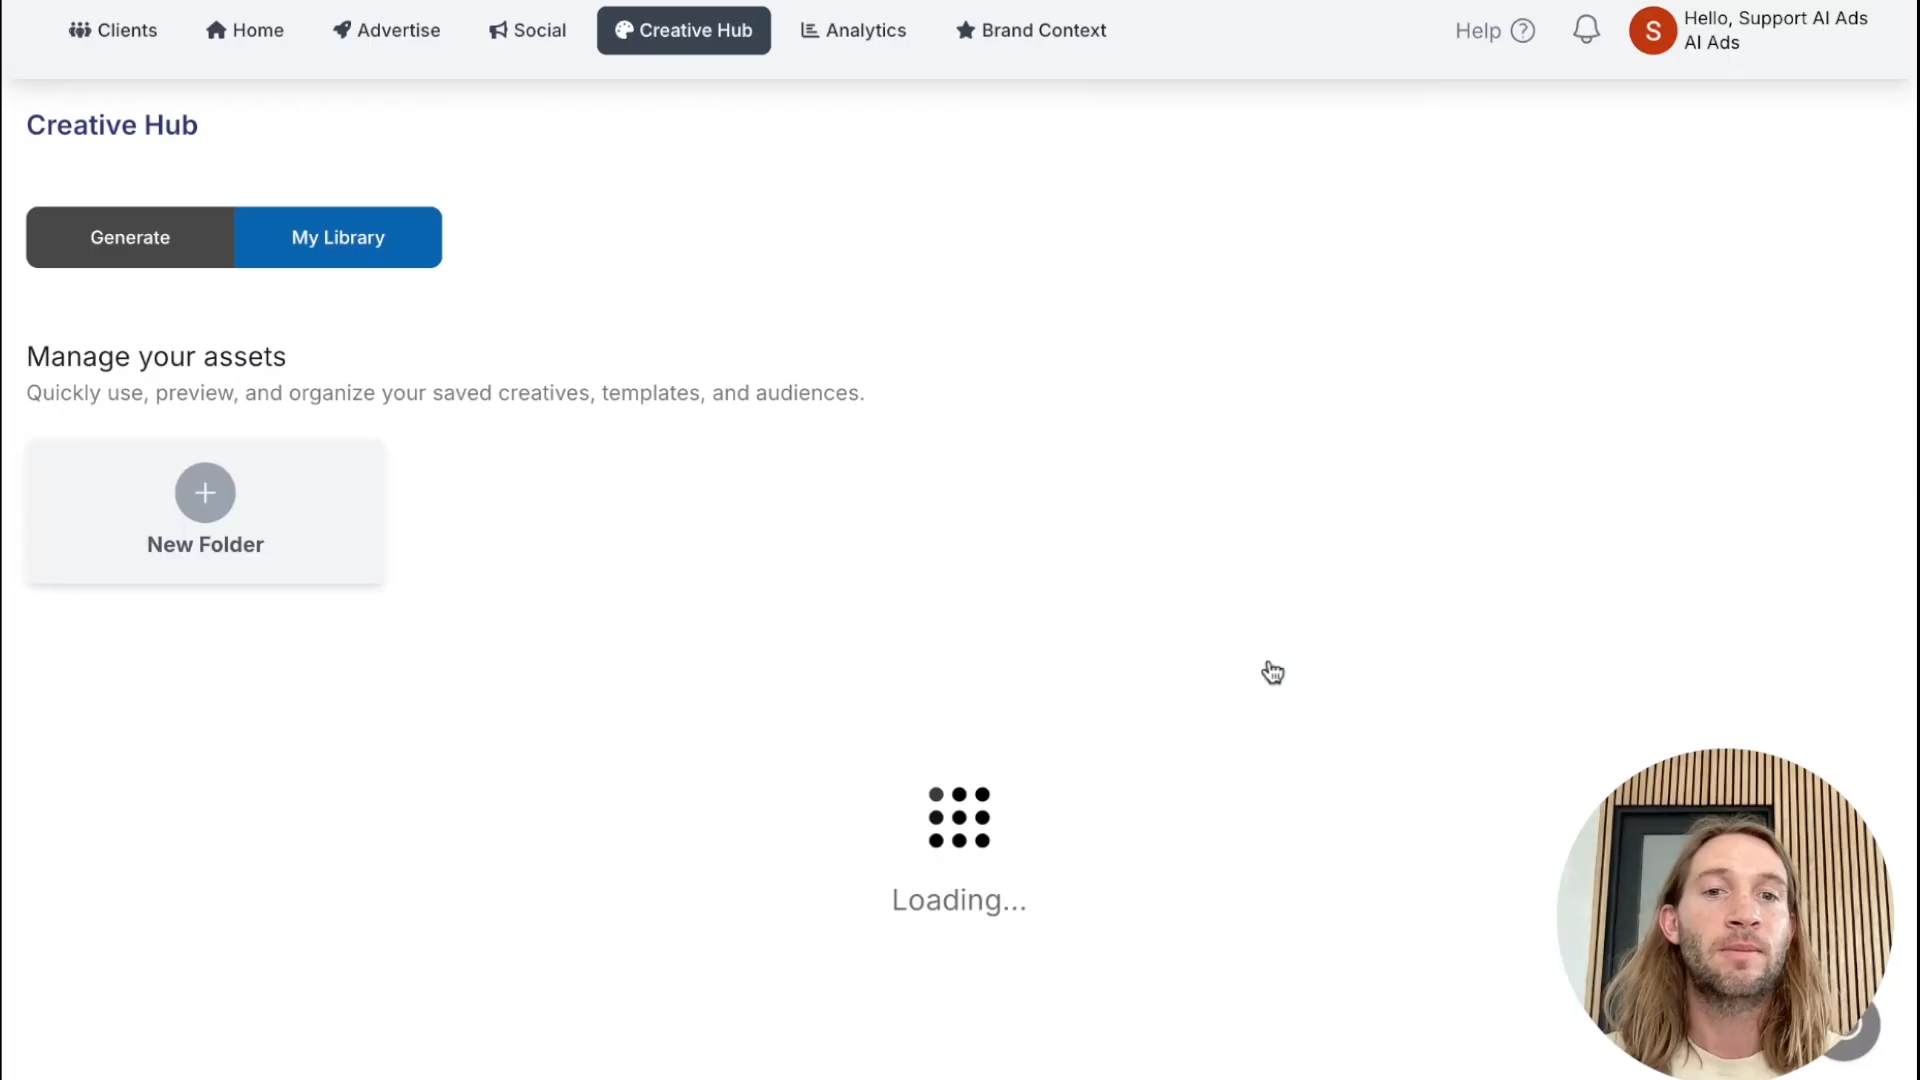 Clients
Home
Advertise
Social
Creative Hub
Analytics
Brand Context
Help ?
S
Hello, Support AI Ads
AI Ads
Creative Hub
Generate
My Library
Manage your assets
Quickly use, preview, and organize your saved creatives, templates, and audiences.
New Folder
Loading...